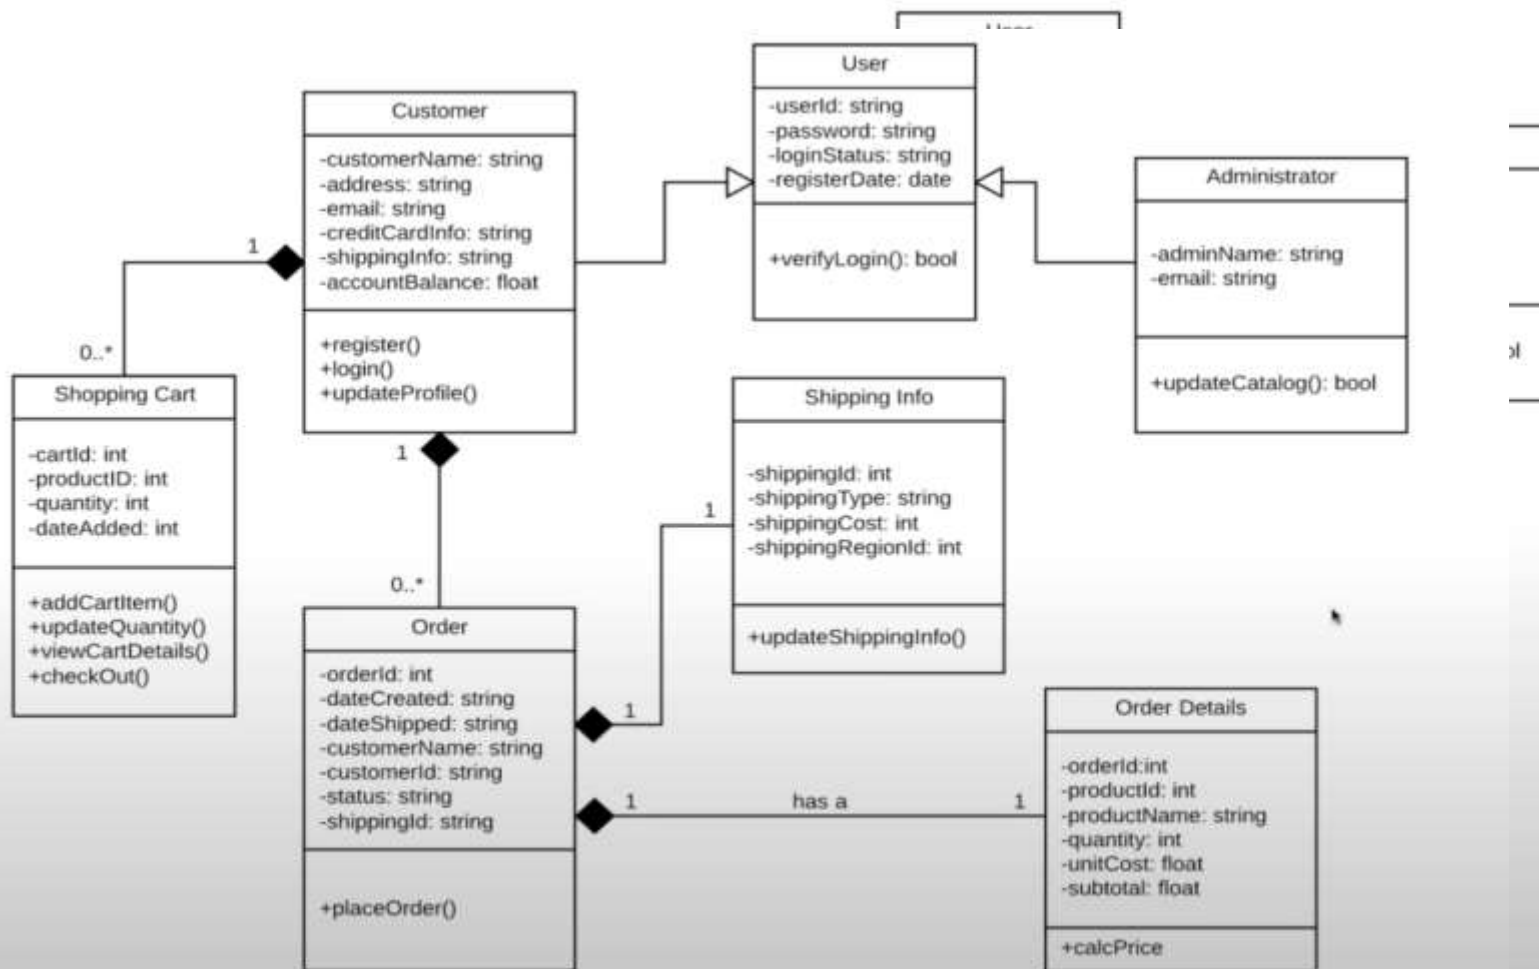 User
Customer
-customerName: string
-address: string
-email: string
-creditCardInfo: string
-shippingInfo: string
-accountBalance: float
+register()
+login()
+updateProfile()
User
-userId: string
-password: string
-loginStatus: string
-registerDate: date
+verifyLogin(): bool
Administrator
-adminName: string
-email: string
+updateCatalog(): bool
ol
1
0..*
Shopping Cart
-cartId: int
-productID: int
-quantity: int
-dateAdded: int
+addCartItem()
+updateQuantity()
+viewCartDetails()
+checkOut()
1
0..*
Shipping Info
-shippingId: int
-shippingType: string
-shippingCost: int
-shippingRegionId: int
+updateShippingInfo()
1
Order
-orderId: int
-dateCreated: string
-dateShipped: string
-customerName: string
-customerId: string
-status: string
-shippingId: string
+placeOrder()
1
1
has a
1
Order Details
-orderId:int
-productId: int
-productName: string
-quantity: int
-unitCost: float
-subtotal: float
+calcPrice